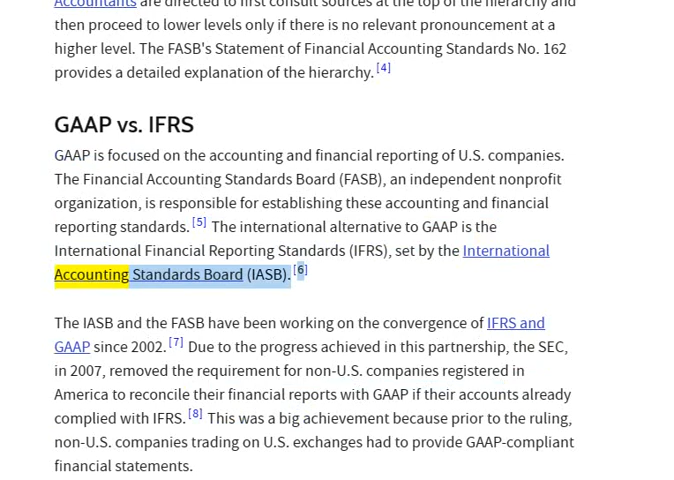 Accountants are directed to first consult sources at the top of the hierarchy and
then proceed to lower levels only if there is no relevant pronouncement at a
higher level. The FASB's Statement of Financial Accounting Standards No. 162
provides a detailed explanation of the hierarchy. [4]
GAAP vs. IFRS
GAAP is focused on the accounting and financial reporting of U.S. companies.
The Financial Accounting Standards Board (FASB), an independent nonprofit
organization, is responsible for establishing these accounting and financial
reporting standards. [5] The international alternative to GAAP is the
International Financial Reporting Standards (IFRS), set by the International
Accounting Standards Board (IASB). [6]
The IASB and the FASB have been working on the convergence of IFRS and
GAAP since 2002. [7] Due to the progress achieved in this partnership, the SEC,
in 2007, removed the requirement for non-U.S. companies registered in
America to reconcile their financial reports with GAAP if their accounts already
complied with IFRS. [8] This was a big achievement because prior to the ruling,
non-U.S. companies trading on U.S. exchanges had to provide GAAP-compliant
financial statements.